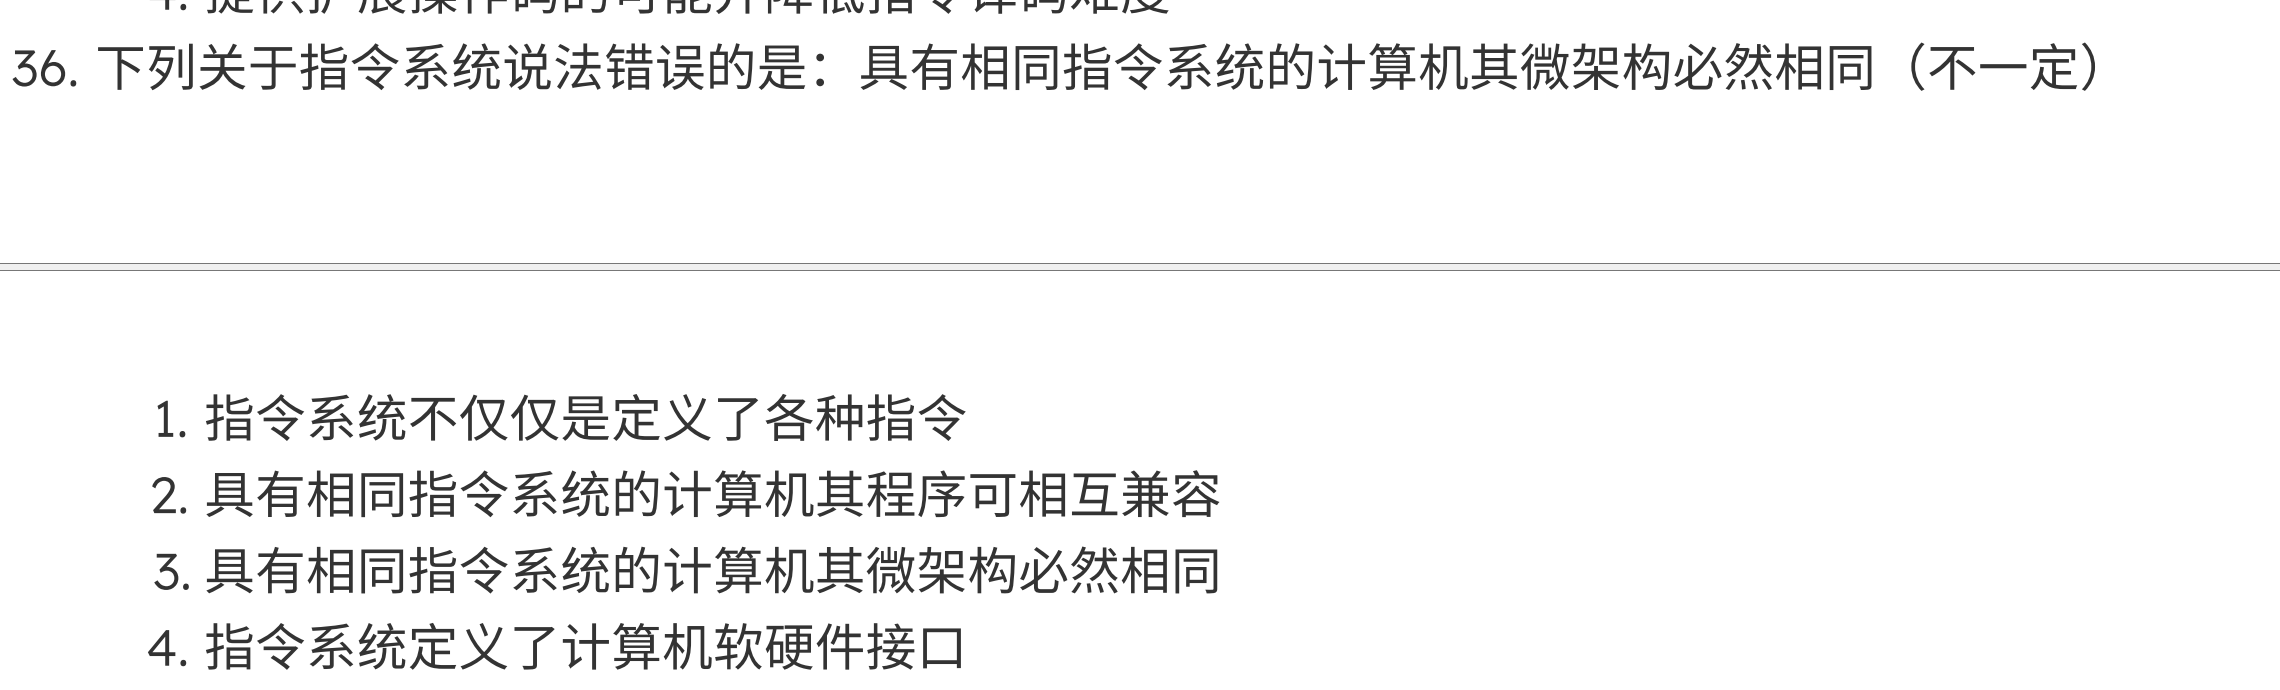 4. 提供扩展操作码的可能并降低指令译码难度
36. 下列关于指令系统说法错误的是：具有相同指令系统的计算机其微架构必然相同（不一定）
1. 指令系统不仅仅是定义了各种指令
2. 具有相同指令系统的计算机其程序可相互兼容
3. 具有相同指令系统的计算机其微架构必然相同
4. 指令系统定义了计算机软硬件接口